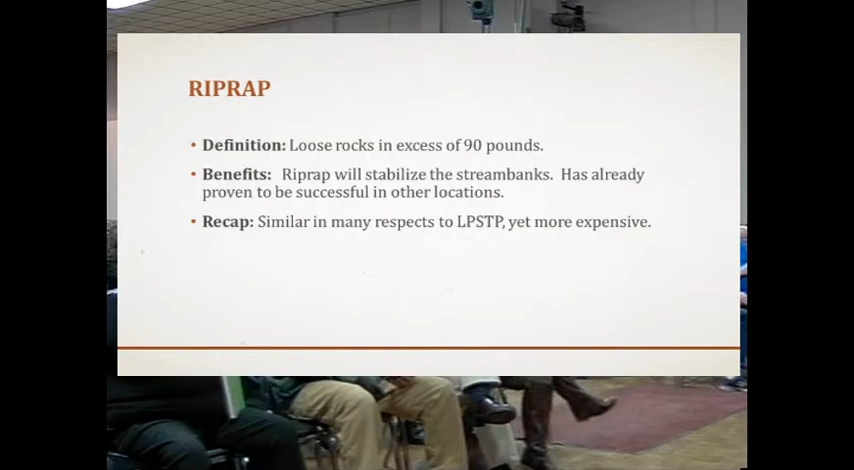 RIPRAP
• Definition: Loose rocks in excess of 90 pounds.
• Benefits: Riprap will stabilize the streambanks. Has already
proven to be successful in other locations.
• Recap: Similar in many respects to LPSTP, yet more expensive.